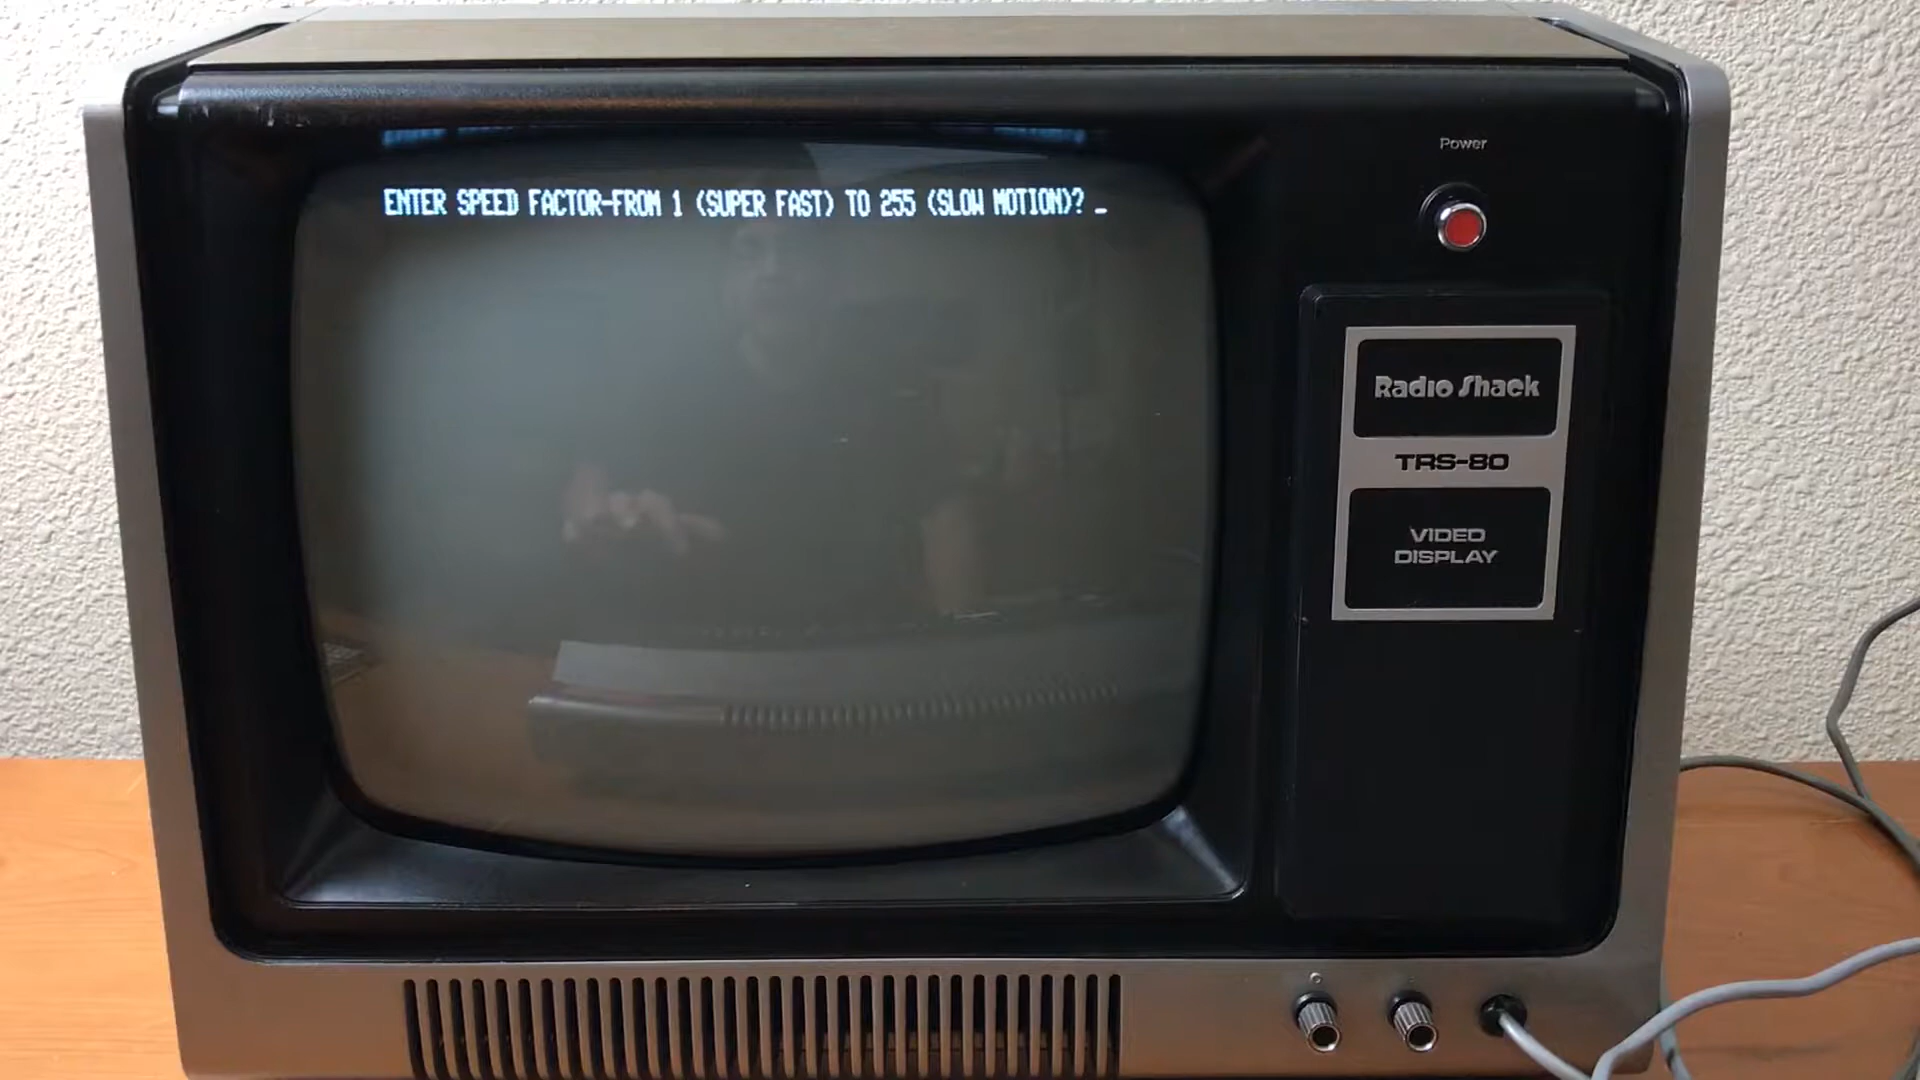 ENTER SPEED FACTOR-FROM 1 (SUPER FAST) TO 255 (SLOW MOTION)? _
Power
Radio Shack
TRS-80
VIDEO
DISPLAY